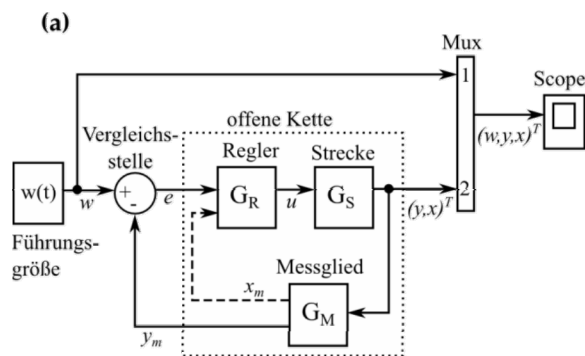 (a)
Mux
1
Scope
offene Kette
Vergleichs-
stelle
Regler
Strecke
(w,y,x)ᵀ
w(t)
w
+
-
e
G_R
u
G_S
2
(y,x)ᵀ
Führungs-
größe
Messglied
x_m
G_M
y_m